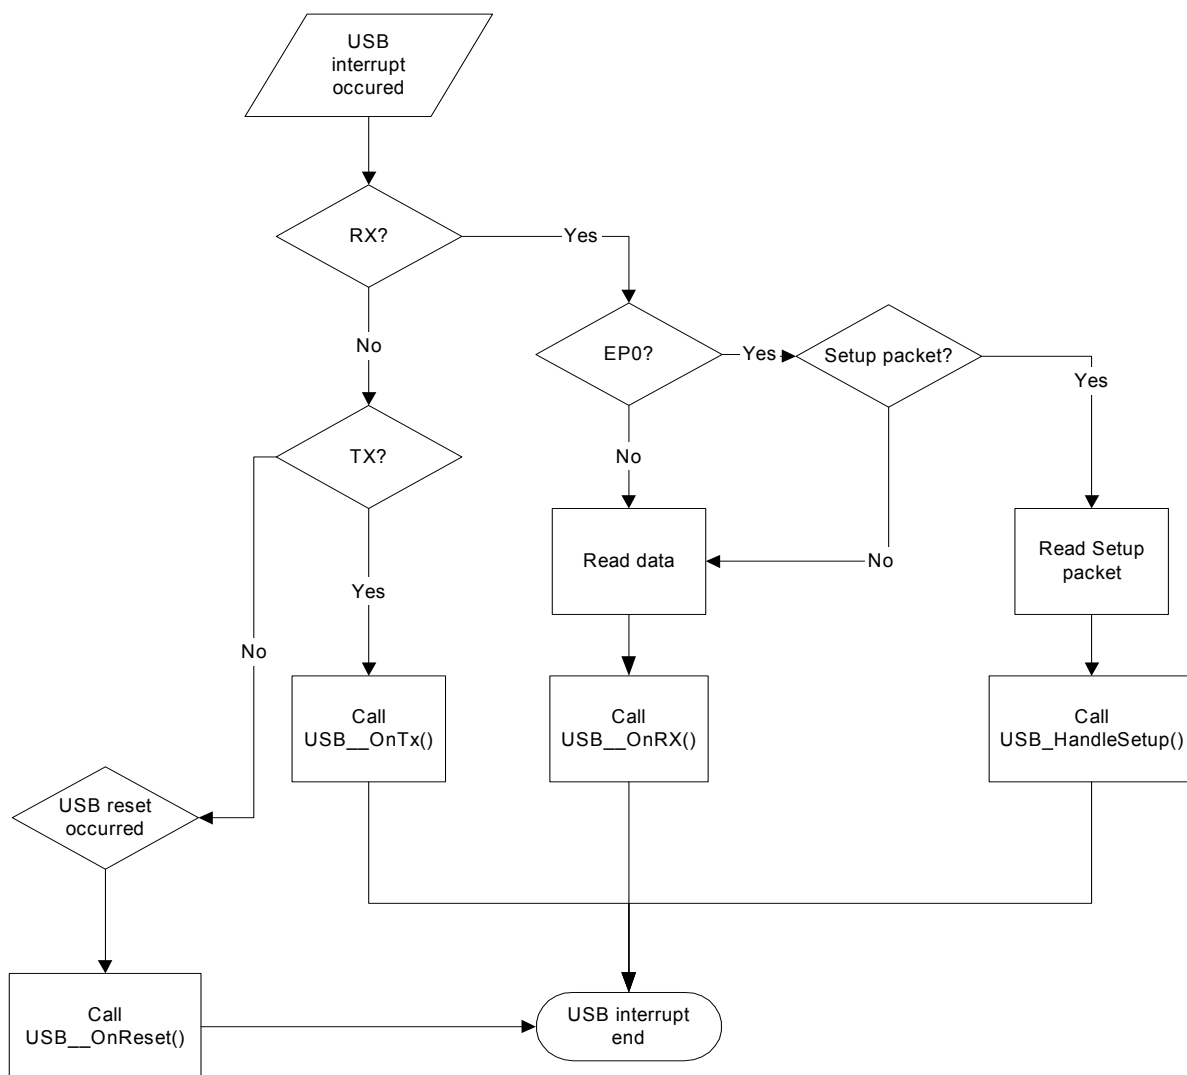 USB
interrupt
occured
RX?
Yes
No
EP0?
Yes
Setup packet?
Yes
TX?
No
Read data
No
Read Setup
packet
Yes
No
Call
USB__OnTx()
Call
USB__OnRX()
Call
USB_HandleSetup()
USB reset
occurred
Call
USB__OnReset()
USB interrupt
end